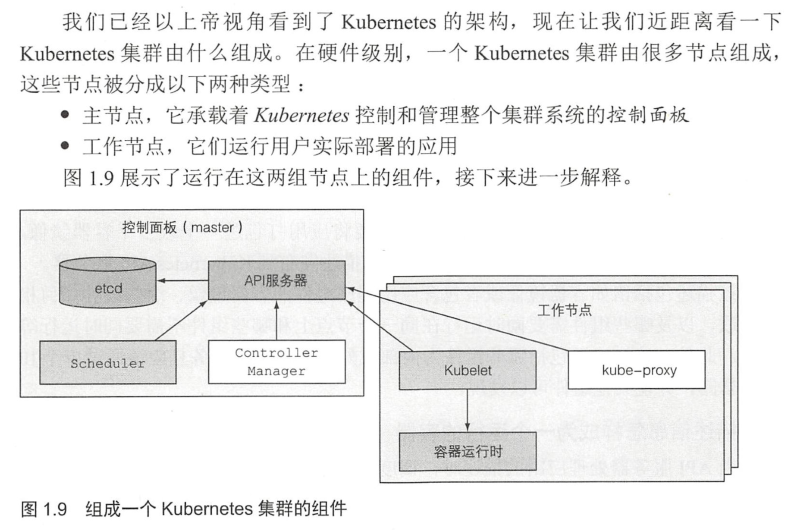 我们已经以上帝视角看到了 Kubernetes 的架构，现在让我们近距离看一下
Kubernetes 集群由什么组成。在硬件级别，一个 Kubernetes 集群由很多节点组成，
这些节点被分成以下两种类型：
• 主节点，它承载着 Kubernetes 控制和管理整个集群系统的控制面板
• 工作节点，它们运行用户实际部署的应用
图 1.9 展示了运行在这两组节点上的组件，接下来进一步解释。
控制面板（master）
etcd
API服务器
Scheduler
Controller
Manager
工作节点
Kubelet
kube-proxy
容器运行时
图 1.9 组成一个 Kubernetes 集群的组件